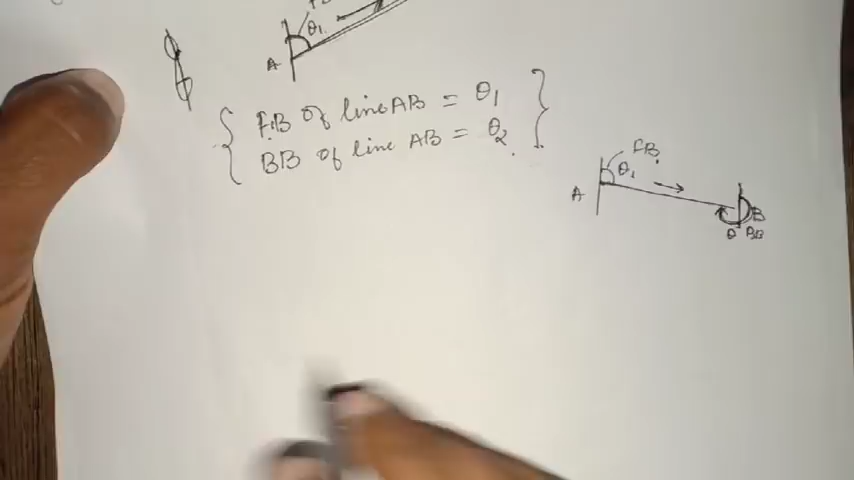 θ1
A
F.B of line AB = θ1
BB of line AB = θ2
FB
θ1
A
B
θ BB